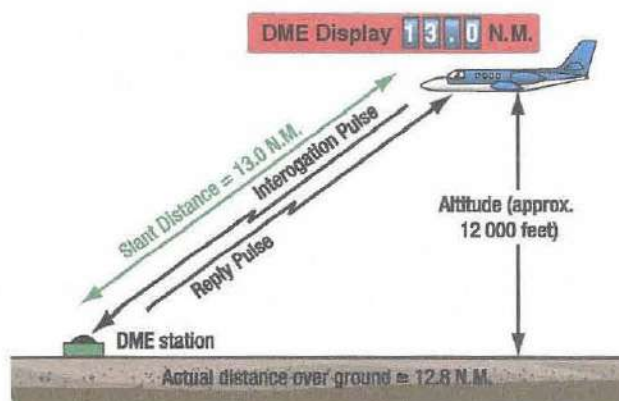 DME Display 13.0 N.M.
Slant Distance = 13.0 N.M.
Interogation Pulse
Reply Pulse
Altitude (approx.
12 000 feet)
DME station
Actual distance over ground = 12.8 N.M.